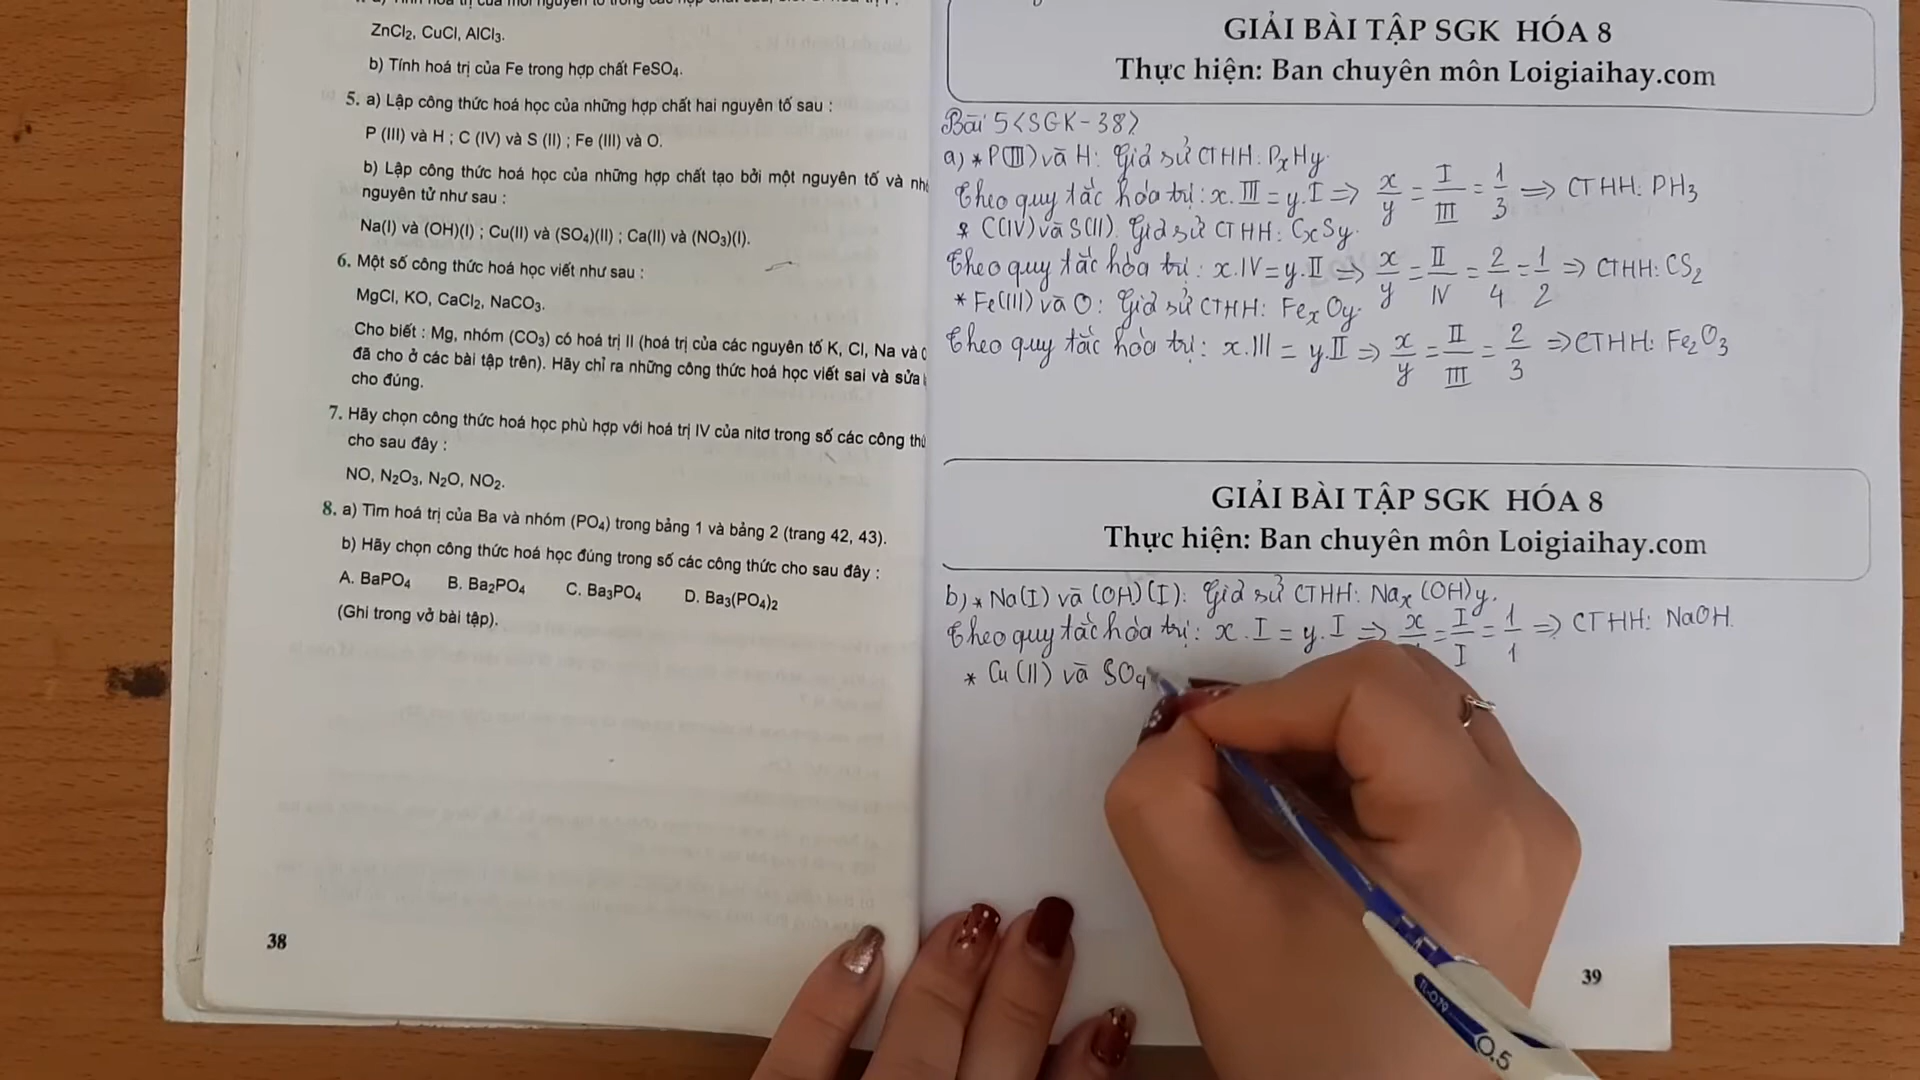 ZnCl2, CuCl, AlCl3.
b) Tính hoá trị của Fe trong hợp chất FeSO4.
5. a) Lập công thức hoá học của những hợp chất hai nguyên tố sau :
P (III) và H ; C (IV) và S (II) ; Fe (III) và O.
b) Lập công thức hoá học của những hợp chất tạo bởi một nguyên tố và
nguyên tử như sau :
Na(I) và (OH)(I) ; Cu(II) và (SO4)(II) ; Ca(II) và (NO3)(I).
6. Một số công thức hoá học viết như sau :
MgCl, KO, CaCl2, NaCO3.
Cho biết : Mg, nhóm (CO3) có hoá trị II (hoá trị của các nguyên tố K, Cl, Na và
đã cho ở các bài tập trên). Hãy chỉ ra những công thức hoá học viết sai và sửa
cho đúng.
7. Hãy chọn công thức hoá học phù hợp với hoá trị IV của nitơ trong số các công
cho sau đây :
NO, N2O3, N2O, NO2.
8. a) Tìm hoá trị của Ba và nhóm (PO4) trong bảng 1 và bảng 2 (trang 42, 43).
b) Hãy chọn công thức hoá học đúng trong số các công thức cho sau đây :
A. BaPO4 B. Ba2PO4 C. Ba3PO4 D. Ba3(PO4)2
(Ghi trong vở bài tập).
38
GIẢI BÀI TẬP SGK HÓA 8
Thực hiện: Ban chuyên môn Loigiaihay.com
Bài 5 <SGK-38>
a) * P(III) và H: Giả sử CTHH: PxHy.
Theo quy tắc hóa trị: x.III = y.I => x/y = I/III = 1/3 => CTHH: PH3
* C(IV) và S(II). Giả sử CTHH: CxSy.
Theo quy tắc hóa trị: x.IV = y.II => x/y = II/IV = 2/4 = 1/2 => CTHH: CS2
* Fe(III) và O: Giả sử CTHH: FexOy.
Theo quy tắc hóa trị: x.III = y.II => x/y = II/III = 2/3 => CTHH: Fe2O3
GIẢI BÀI TẬP SGK HÓA 8
Thực hiện: Ban chuyên môn Loigiaihay.com
b) * Na(I) và (OH)(I): Giả sử CTHH: Nax(OH)y.
Theo quy tắc hóa trị: x.I = y.I => x/ = I/I = 1/1 => CTHH: NaOH.
* Cu(II) và SO4
39
TL-079
0.5